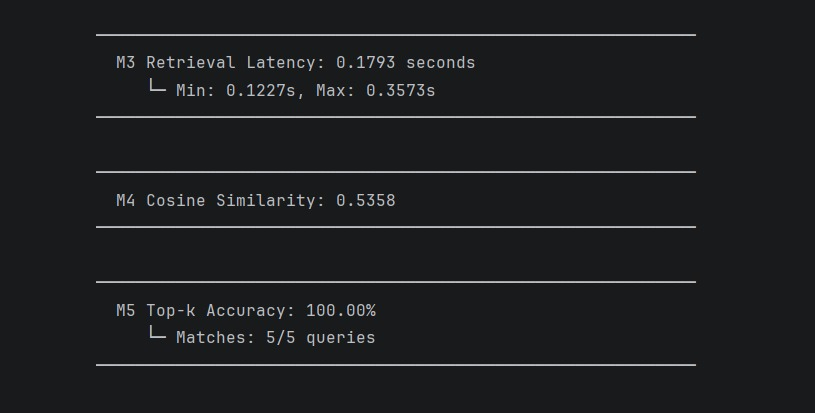 M3 Retrieval Latency: 0.1793 seconds
└─ Min: 0.1227s, Max: 0.3573s
M4 Cosine Similarity: 0.5358
M5 Top-k Accuracy: 100.00%
└─ Matches: 5/5 queries